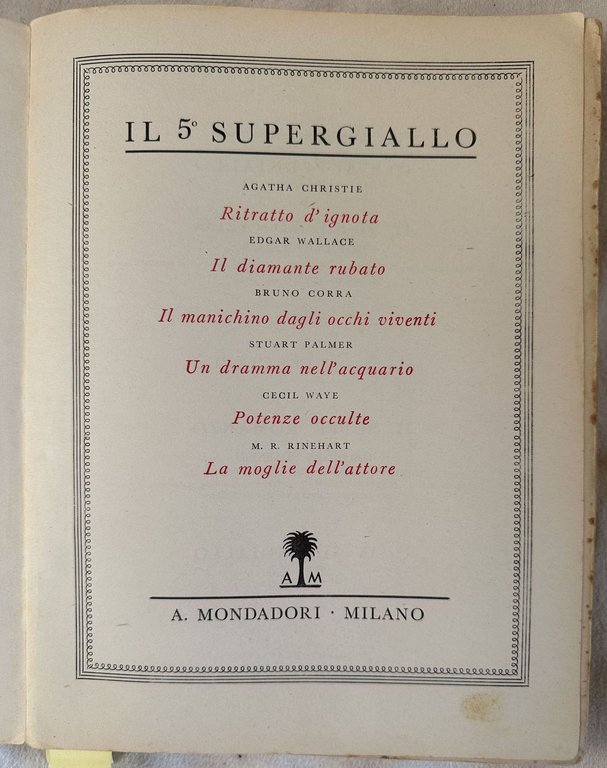 IL 5º SUPERGIALLO
AGATHA CHRISTIE
Ritratto d'ignota
EDGAR WALLACE
Il diamante rubato
BRUNO CORRA
Il manichino dagli occhi viventi
STUART PALMER
Un dramma nell'acquario
CECIL WAYE
Potenze occulte
M. R. RINEHART
La moglie dell'attore
A M
A. MONDADORI · MILANO